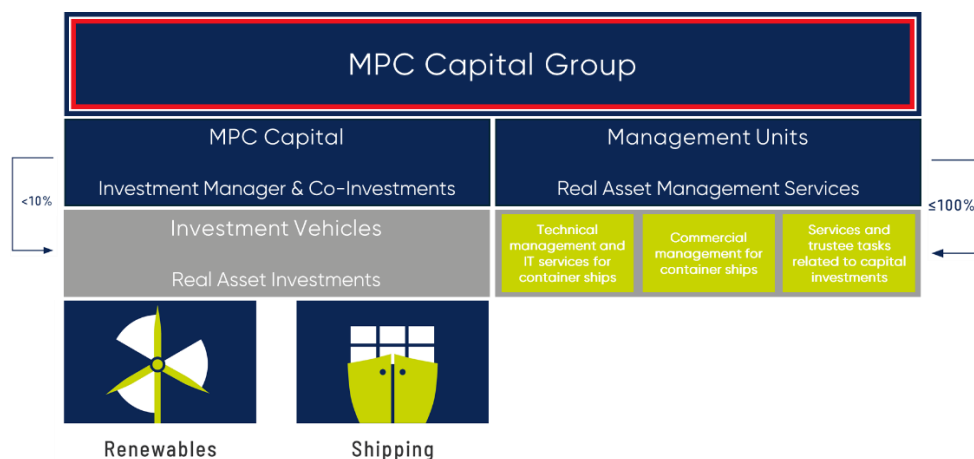 MPC Capital Group
MPC Capital
Investment Manager & Co-Investments
Management Units
Real Asset Management Services
<10%
≤100%
Investment Vehicles
Real Asset Investments
Technical
management and
IT services for
container ships
Commercial
management for
container ships
Services and
trustee tasks
related to capital
investments
Renewables
Shipping